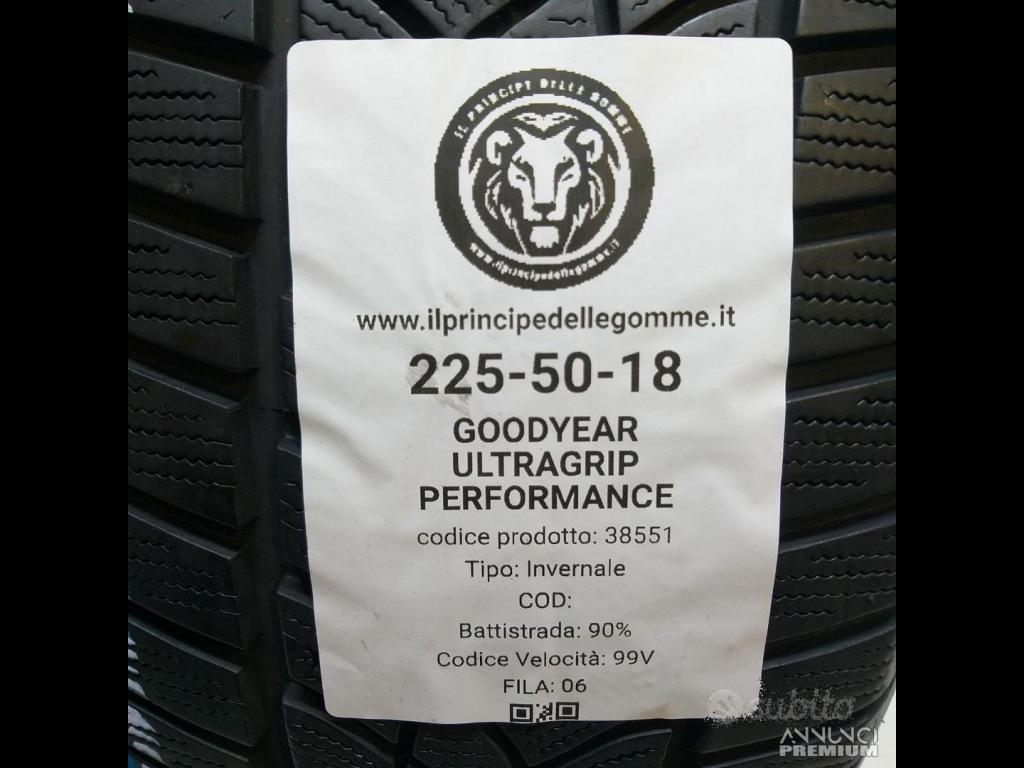 IL PRINCIPE DELLE GOMME
www.ilprincipedellegomme.it
www.ilprincipedellegomme.it
225-50-18
GOODYEAR
ULTRAGRIP
PERFORMANCE
codice prodotto: 38551
Tipo: Invernale
COD:
Battistrada: 90%
Codice Velocità: 99V
FILA: 06
subito
ANNUNCI
PREMIUM